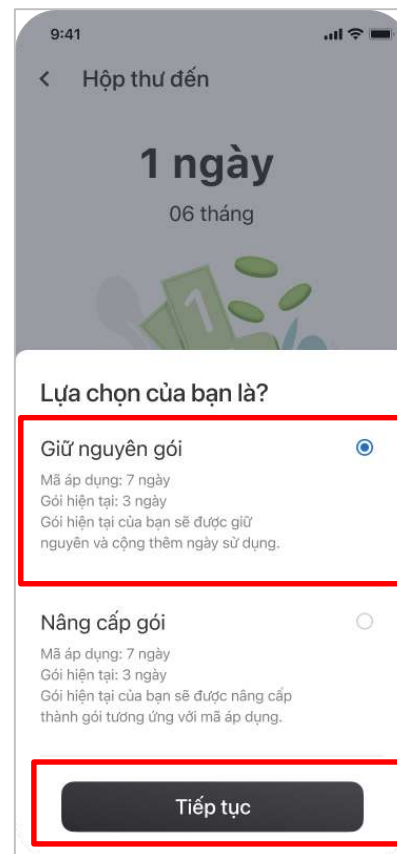 9:41
Hộp thư đến
1 ngày
06 tháng
1
Lựa chọn của bạn là?
Giữ nguyên gói
Mã áp dụng: 7 ngày
Gói hiện tại: 3 ngày
Gói hiện tại của bạn sẽ được giữ
nguyên và cộng thêm ngày sử dụng.
Nâng cấp gói
Mã áp dụng: 7 ngày
Gói hiện tại: 3 ngày
Gói hiện tại của bạn sẽ được nâng cấp
thành gói tương ứng với mã áp dụng.
Tiếp tục